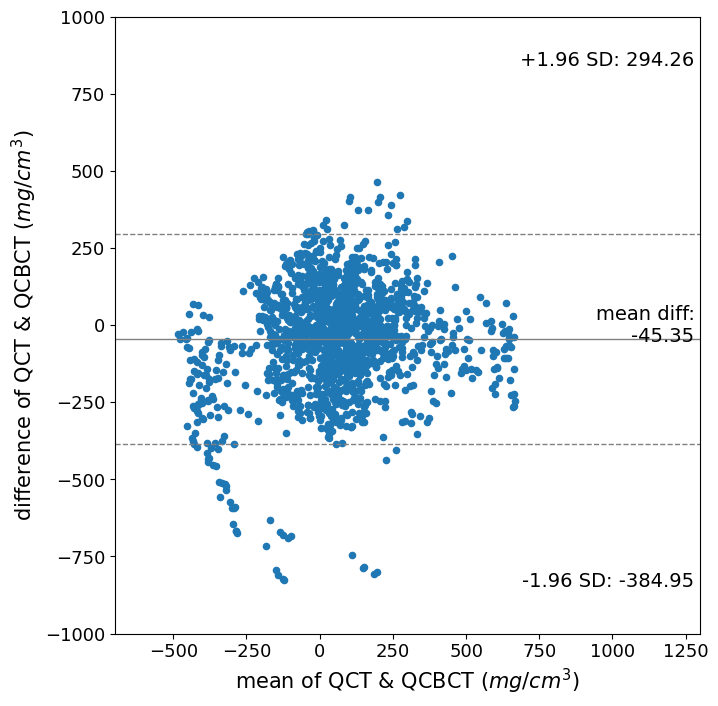 1000
750
500
250
0
−250
−500
−750
−1000
difference of QCT & QCBCT (mg/cm³)
+1.96 SD: 294.26
mean diff:
-45.35
-1.96 SD: -384.95
−500 −250 0 250 500 750 1000 1250
mean of QCT & QCBCT (mg/cm³)